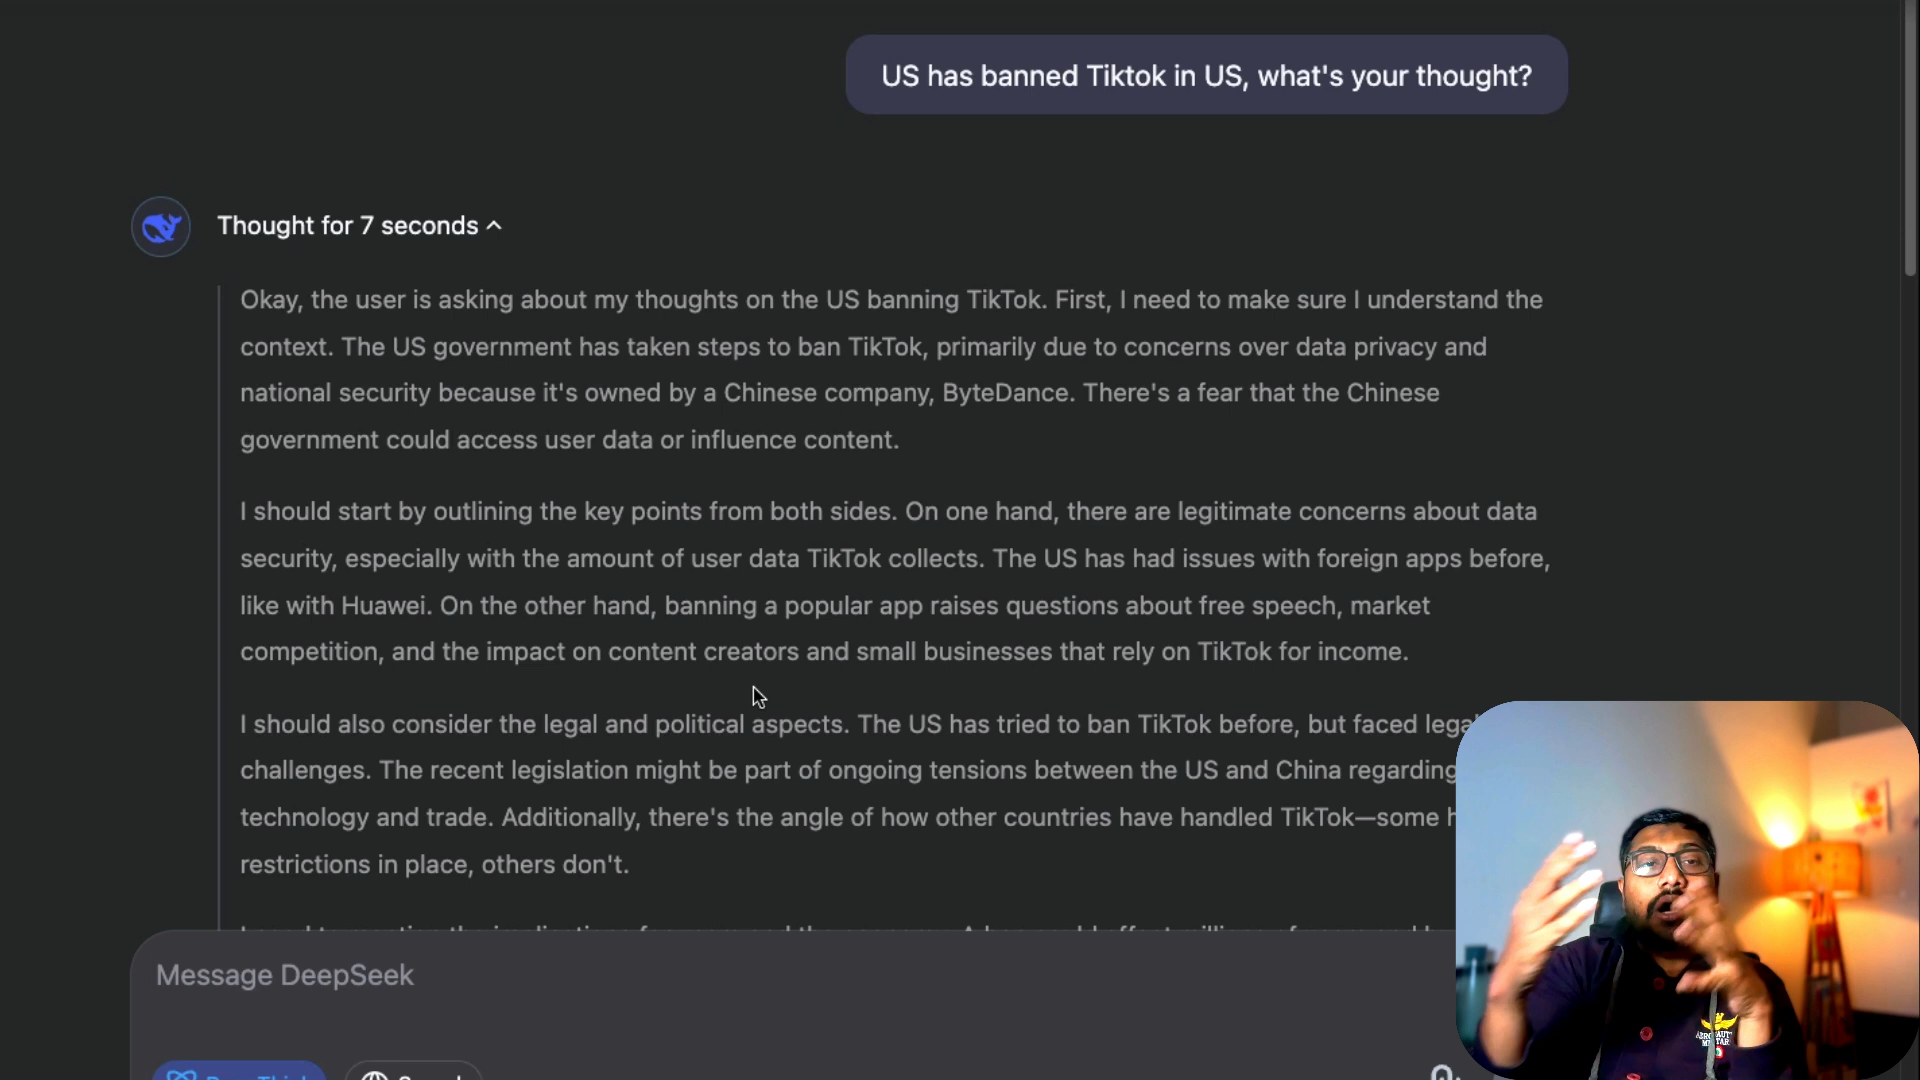 US has banned Tiktok in US, what's your thought?
Thought for 7 seconds
Okay, the user is asking about my thoughts on the US banning TikTok. First, I need to make sure I understand the
context. The US government has taken steps to ban TikTok, primarily due to concerns over data privacy and
national security because it's owned by a Chinese company, ByteDance. There's a fear that the Chinese
government could access user data or influence content.
I should start by outlining the key points from both sides. On one hand, there are legitimate concerns about data
security, especially with the amount of user data TikTok collects. The US has had issues with foreign apps before,
like with Huawei. On the other hand, banning a popular app raises questions about free speech, market
competition, and the impact on content creators and small businesses that rely on TikTok for income.
I should also consider the legal and political aspects. The US has tried to ban TikTok before, but faced legal
challenges. The recent legislation might be part of ongoing tensions between the US and China regarding
technology and trade. Additionally, there's the angle of how other countries have handled TikTok—some
restrictions in place, others don't.
Message DeepSeek